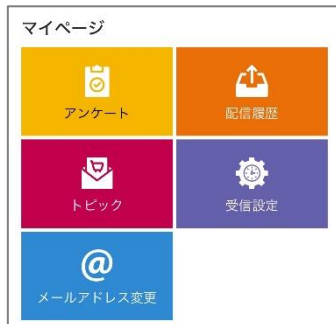 マイページ
アンケート
配信履歴
トピック
受信設定
@
メールアドレス変更